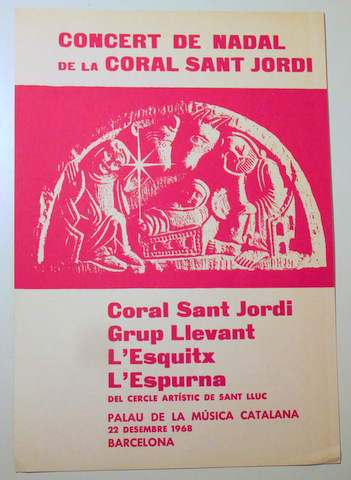 CONCERT DE NADAL
DE LA CORAL SANT JORDI
Coral Sant Jordi
Grup Llevant
L'Esquitx
L'Espurna
DEL CERCLE ARTÍSTIC DE SANT LLUC
PALAU DE LA MÚSICA CATALANA
22 DESEMBRE 1968
BARCELONA